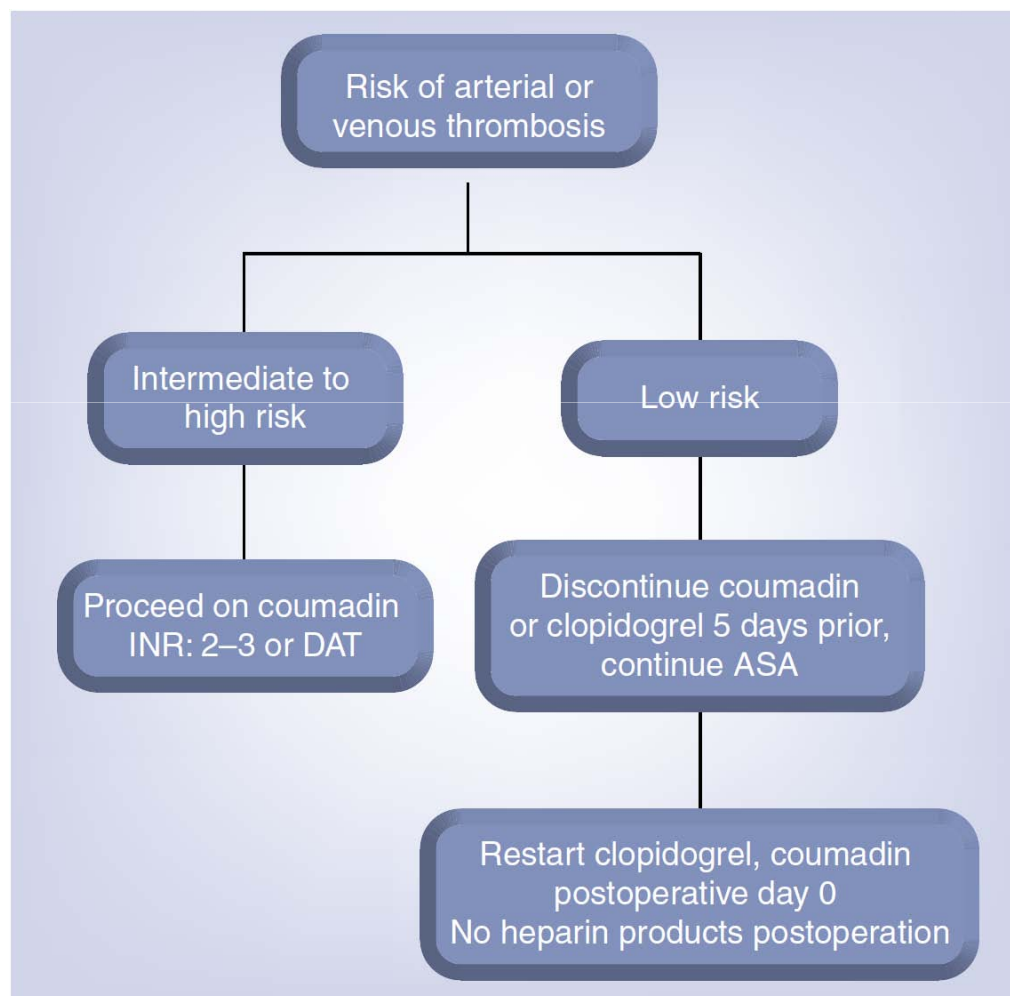 Risk of arterial or
venous thrombosis
Intermediate to
high risk
Low risk
Proceed on coumadin
INR: 2–3 or DAT
Discontinue coumadin
or clopidogrel 5 days prior,
continue ASA
Restart clopidogrel, coumadin
postoperative day 0
No heparin products postoperation